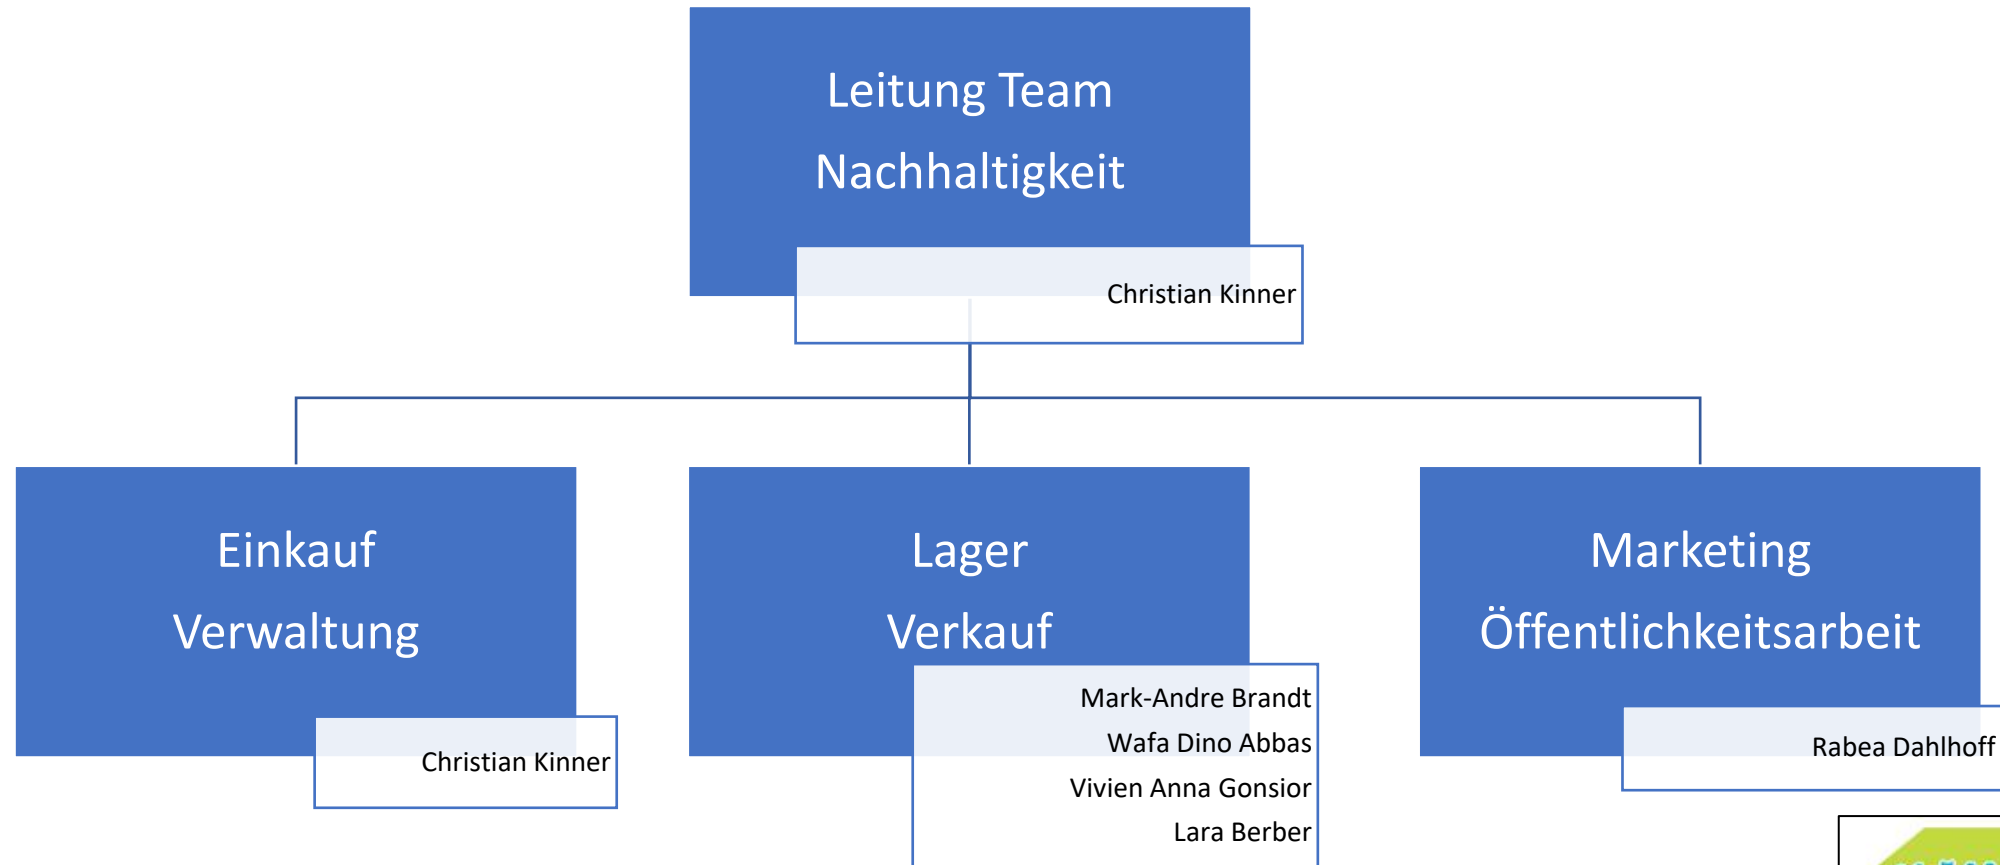 Leitung Team
Nachhaltigkeit
Christian Kinner
Einkauf
Verwaltung
Christian Kinner
Lager
Verkauf
Mark-Andre Brandt
Wafa Dino Abbas
Vivien Anna Gonsior
Lara Berber
Marketing
Öffentlichkeitsarbeit
Rabea Dahlhoff